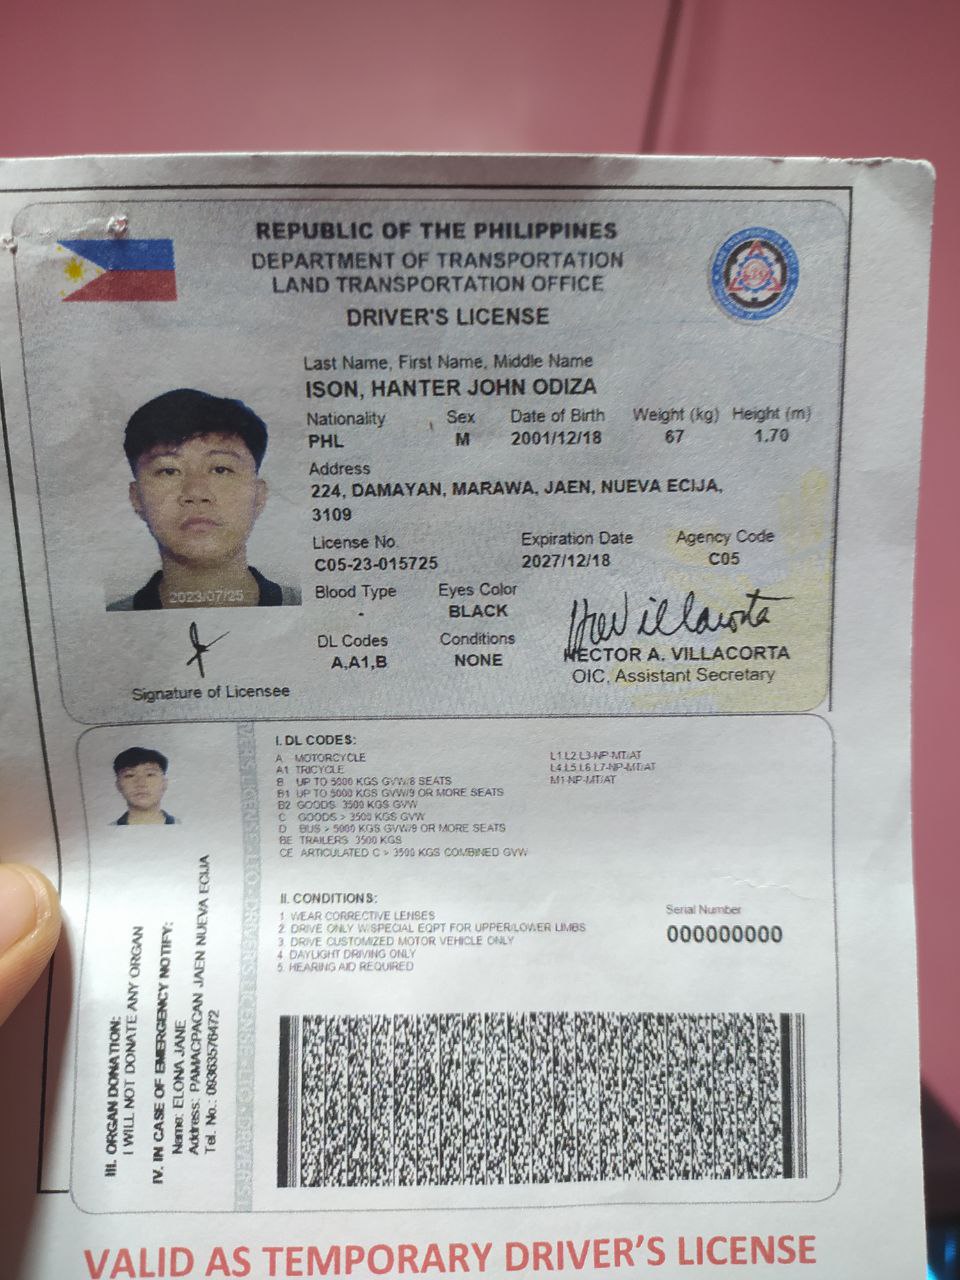 REPUBLIC OF THE PHILIPPINES
DEPARTMENT OF TRANSPORTATION
LAND TRANSPORTATION OFFICE
DRIVER'S LICENSE
Last Name, First Name, Middle Name
ISON, HANTER JOHN ODIZA
Nationality Sex Date of Birth Weight (kg) Height (m)
PHL M 2001/12/18 67 1.70
Address
224, DAMAYAN, MARAWA, JAEN, NUEVA ECIJA,
3109
License No Expiration Date Agency Code
C05-23-015725 2027/12/18 C05
2023/07/25
Blood Type Eyes Color
- BLACK
DL Codes Conditions
A,A1,B NONE
HECTOR A. VILLACORTA
OIC, Assistant Secretary
Signature of Licensee
I. DL CODES:
A MOTORCYCLE L1 L2 L3-NP-MT/AT
A1 TRICYCLE L4 L5 L6 L7-NP-MT/AT
B UP TO 5000 KGS GVW/8 SEATS M1-NP-MT/AT
B1 UP TO 5000 KGS GVW/9 OR MORE SEATS
B2 GOODS 3500 KGS GVW
C GOODS > 3500 KGS GVW
D BUS > 5000 KGS GVW/9 OR MORE SEATS
BE TRAILERS 3500 KGS
CE ARTICULATED C > 3500 KGS COMBINED GVW
II. CONDITIONS:
1 WEAR CORRECTIVE LENSES
2 DRIVE ONLY W/SPECIAL EQPT FOR UPPER/LOWER LIMBS
3 DRIVE CUSTOMIZED MOTOR VEHICLE ONLY
4 DAYLIGHT DRIVING ONLY
5 HEARING AID REQUIRED
Serial Number
000000000
III. ORGAN DONATION:
I WILL NOT DONATE ANY ORGAN
IV. IN CASE OF EMERGENCY NOTIFY:
Name: ELONA JANE
Address: PAMACPACAN JAEN NUEVA ECIJA
Tel. No.: 09363576472
VALID AS TEMPORARY DRIVER'S LICENSE